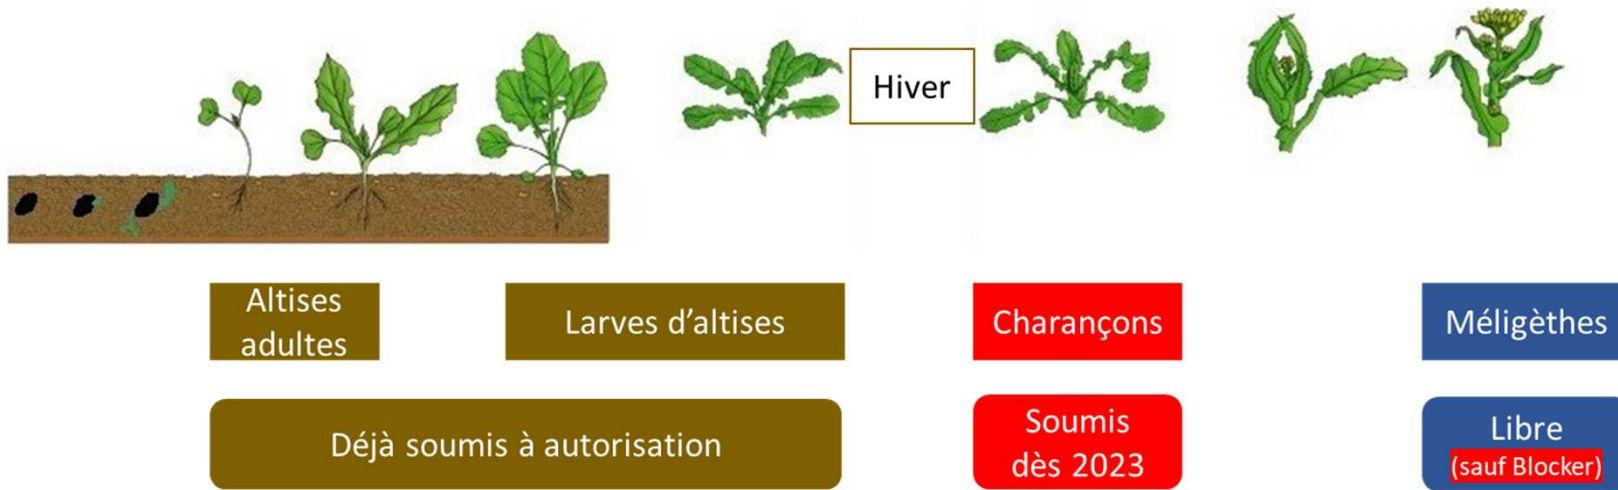 Hiver
Altises
adultes
Larves d'altises
Charançons
Méligèthes
Déjà soumis à autorisation
Soumis
dès 2023
Libre
(sauf Blocker)